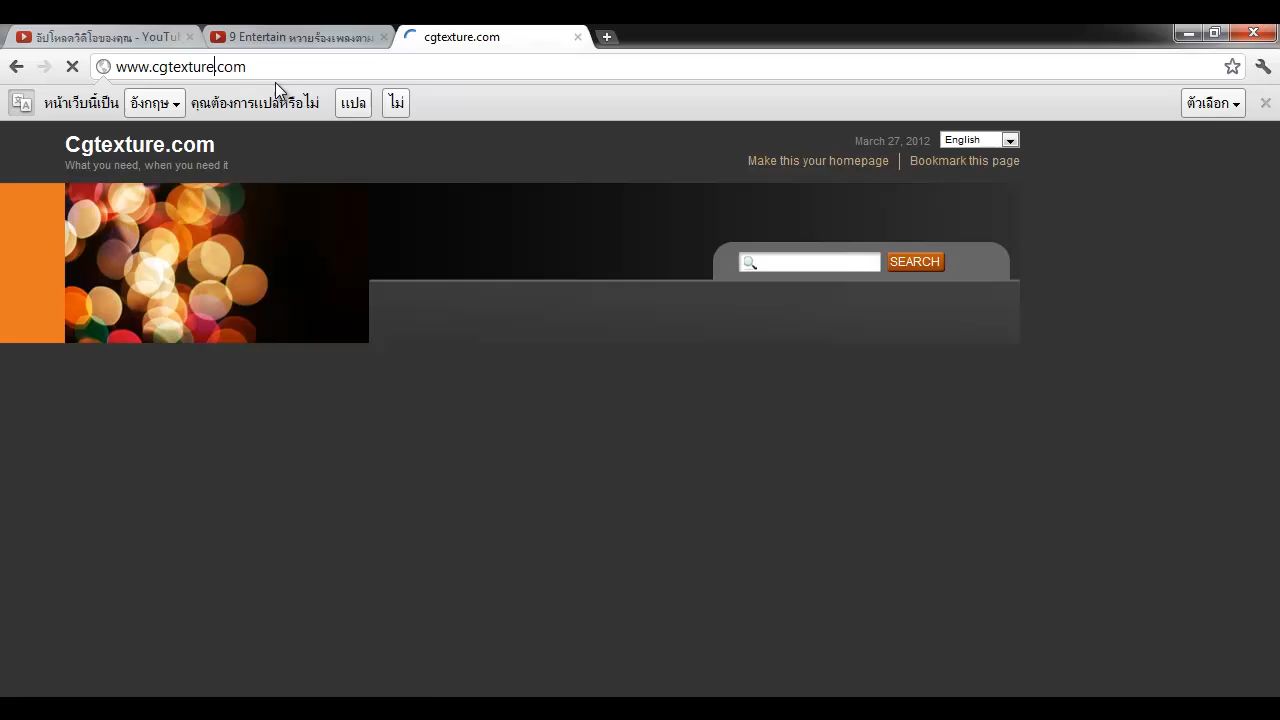 อัปโหลดวิดีโอของคุณ - YouTul
9 Entertain หวายร้องเพลงตาม
cgtexture.com
www.cgtexture.com
หน้าเว็บนี้เป็น อังกฤษ คุณต้องการแปลหรือไม่ แปล ไม่ ตัวเลือก
Cgtexture.com
What you need, when you need it
March 27, 2012 English
Make this your homepage Bookmark this page
SEARCH